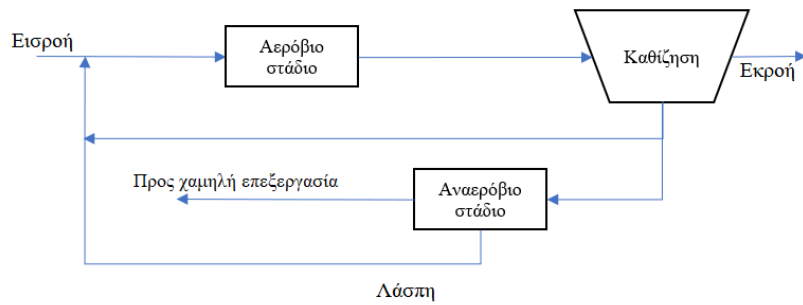 Εισροή
Αερόβιο
στάδιο
Καθίζηση
Εκροή
Προς χαμηλή επεξεργασία
Αναερόβιο
στάδιο
Λάσπη